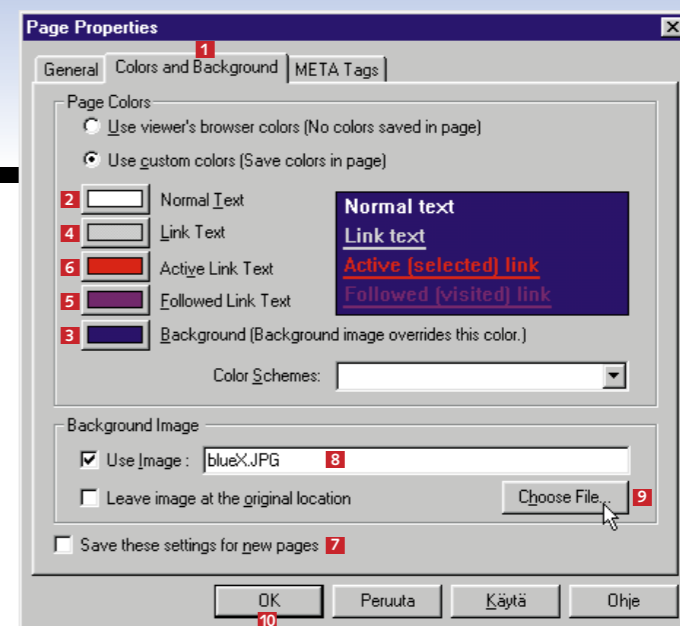 Page Properties
1
General Colors and Background META Tags
Page Colors
Use viewer's browser colors (No colors saved in page)
Use custom colors (Save colors in page)
2 Normal Text
4 Link Text
6 Active Link Text
5 Followed Link Text
3 Background (Background image overrides this color.)
Normal text
Link text
Active (selected) link
Followed (visited) link
Color Schemes:
Background Image
Use Image : blueX.JPG 8
Leave image at the original location Choose File... 9
Save these settings for new pages 7
OK Peruuta Käytä Ohje
10